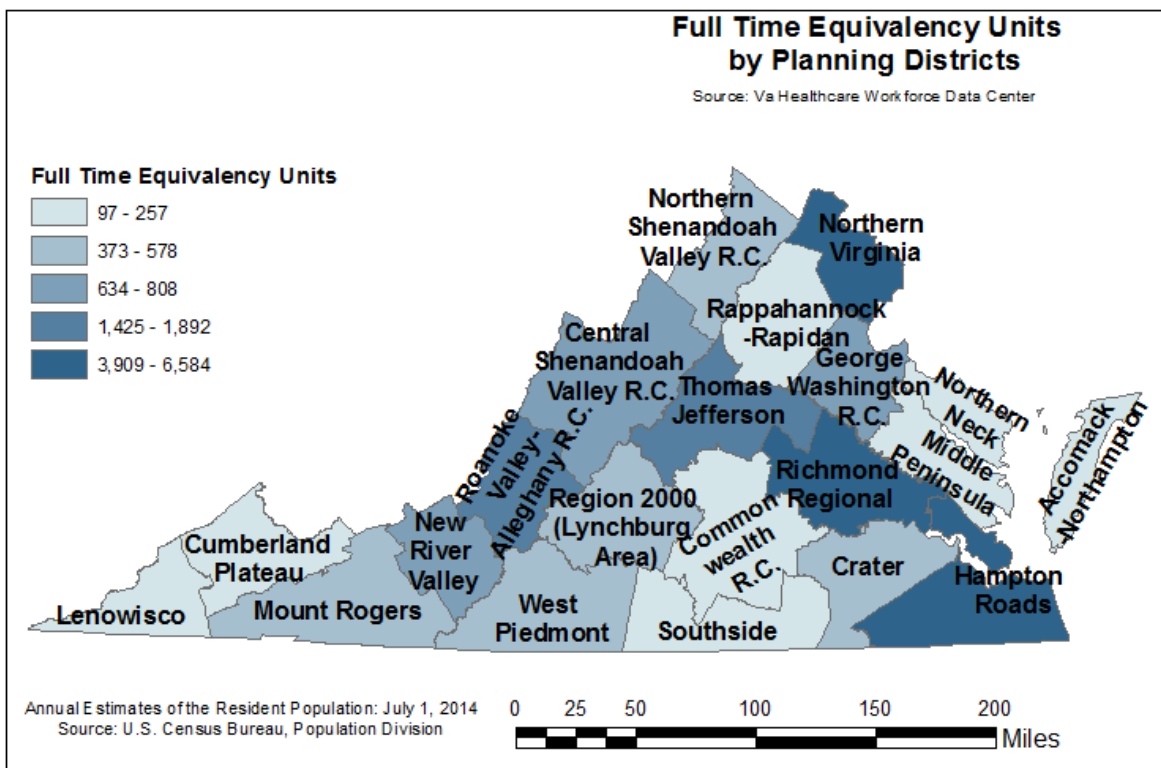 Full Time Equivalency Units
by Planning Districts
Source: Va Healthcare Workforce Data Center
Full Time Equivalency Units
97 - 257
373 - 578
634 - 808
1,425 - 1,892
3,909 - 6,584
Northern
Shenandoah
Valley R.C.
Northern
Virginia
Rappahannock
-Rapidan
Central
Shenandoah
Valley R.C.
George
Washington
R.C.
Thomas
Jefferson
Northern
Neck
Middle
Peninsula
Accomack
-Northampton
Roanoke
Valley-
Alleghany R.C.
Richmond
Regional
Region 2000
(Lynchburg
Area)
Common
wealth
R.C.
New
River
Valley
Cumberland
Plateau
Crater
Hampton
Roads
Lenowisco
Mount Rogers
West
Piedmont
Southside
Annual Estimates of the Resident Population: July 1, 2014
Source: U.S. Census Bureau, Population Division
0 25 50 100 150 200
Miles